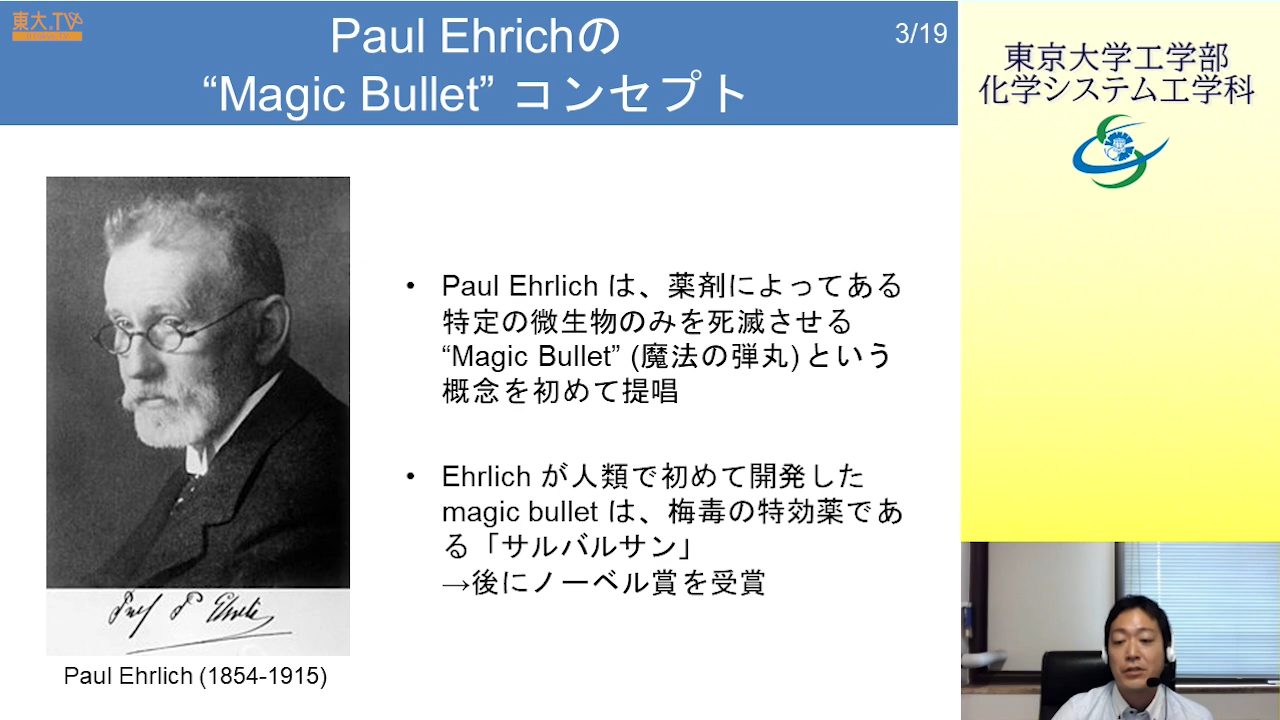 東大.TV
Paul Ehrichの
“Magic Bullet” コンセプト
3/19
東京大学工学部
化学システム工学科
• Paul Ehrlich は、薬剤によってある
特定の微生物のみを死滅させる
“Magic Bullet” (魔法の弾丸) という
概念を初めて提唱
• Ehrlich が人類で初めて開発した
magic bullet は、梅毒の特効薬であ
る「サルバルサン」
→後にノーベル賞を受賞
Paul Ehrlich (1854-1915)